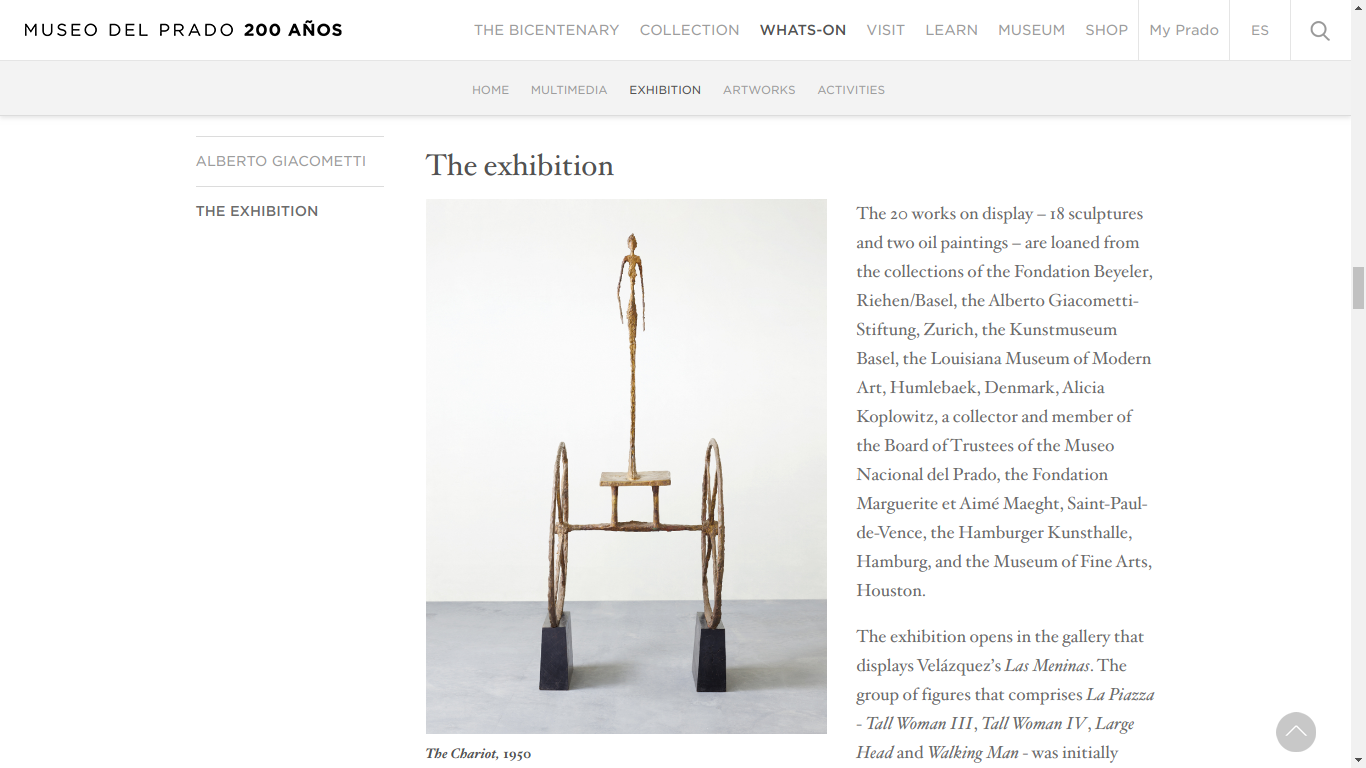 MUSEO DEL PRADO 200 AÑOS
THE BICENTENARY COLLECTION WHATS-ON VISIT LEARN MUSEUM SHOP My Prado ES
HOME MULTIMEDIA EXHIBITION ARTWORKS ACTIVITIES
ALBERTO GIACOMETTI
THE EXHIBITION
The exhibition
The Chariot, 1950
The 20 works on display – 18 sculptures
and two oil paintings – are loaned from
the collections of the Fondation Beyeler,
Riehen/Basel, the Alberto Giacometti-
Stiftung, Zurich, the Kunstmuseum
Basel, the Louisiana Museum of Modern
Art, Humlebaek, Denmark, Alicia
Koplowitz, a collector and member of
the Board of Trustees of the Museo
Nacional del Prado, the Fondation
Marguerite et Aimé Maeght, Saint-Paul-
de-Vence, the Hamburger Kunsthalle,
Hamburg, and the Museum of Fine Arts,
Houston.
The exhibition opens in the gallery that
displays Velázquez’s Las Meninas. The
group of figures that comprises La Piazza
- Tall Woman III, Tall Woman IV, Large
Head and Walking Man - was initially